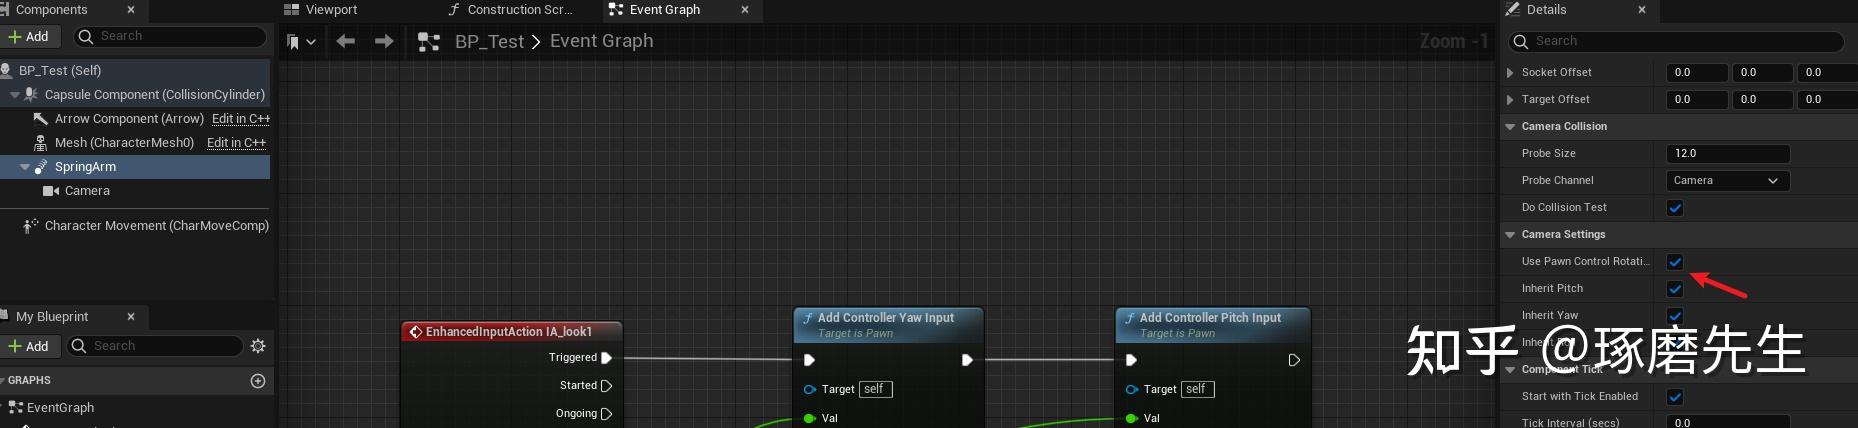 Components
Viewport
Construction Scr...
Event Graph
Details
Add
Search
BP_Test > Event Graph
Zoom -1
Search
BP_Test (Self)
Capsule Component (CollisionCylinder)
Arrow Component (Arrow) Edit in C++
Mesh (CharacterMesh0) Edit in C++
SpringArm
Camera
Character Movement (CharMoveComp)
My Blueprint
Add
Search
GRAPHS
EventGraph
EnhancedInputAction IA_look1
Triggered
Started
Ongoing
Add Controller Yaw Input
Target is Pawn
Target self
Val
Add Controller Pitch Input
Target is Pawn
Target self
Val
Socket Offset 0.0 0.0 0.0
Target Offset 0.0 0.0 0.0
Camera Collision
Probe Size 12.0
Probe Channel Camera
Do Collision Test
Camera Settings
Use Pawn Control Rotati...
Inherit Pitch
Inherit Yaw
Component Tick
Start with Tick Enabled
Tick Interval (secs) 0.0
知乎 @琢磨先生